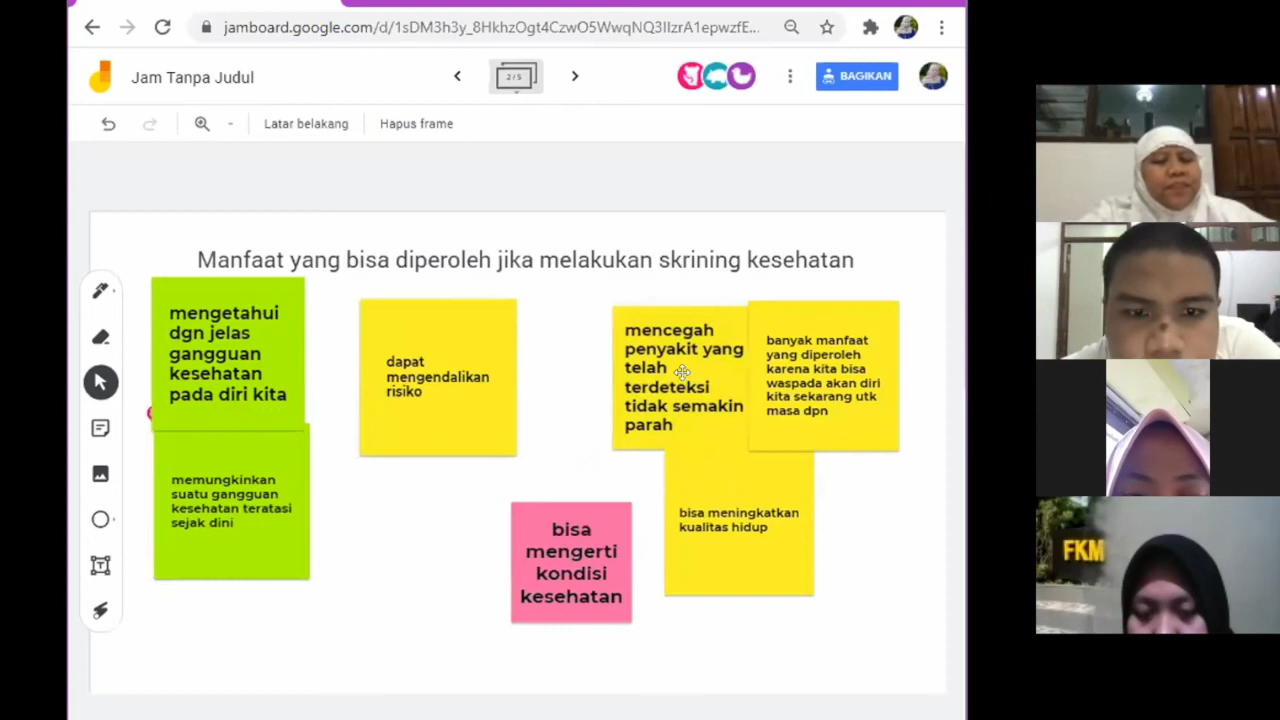 jamboard.google.com/d/1sDM3h3y_8HkhzOgt4CzwO5WwqNQ3IIzrA1epwzfE...
Jam Tanpa Judul
2/5
BAGIKAN
Latar belakang
Hapus frame
Manfaat yang bisa diperoleh jika melakukan skrining kesehatan
mengetahui
dgn jelas
gangguan
kesehatan
pada diri kita
memungkinkan
suatu gangguan
kesehatan teratasi
sejak dini
dapat
mengendalikan
risiko
mencegah
penyakit yang
telah
terdeteksi
tidak semakin
parah
banyak manfaat
yang diperoleh
karena kita bisa
waspada akan diri
kita sekarang utk
masa dpn
bisa
mengerti
kondisi
kesehatan
bisa meningkatkan
kualitas hidup
FKM